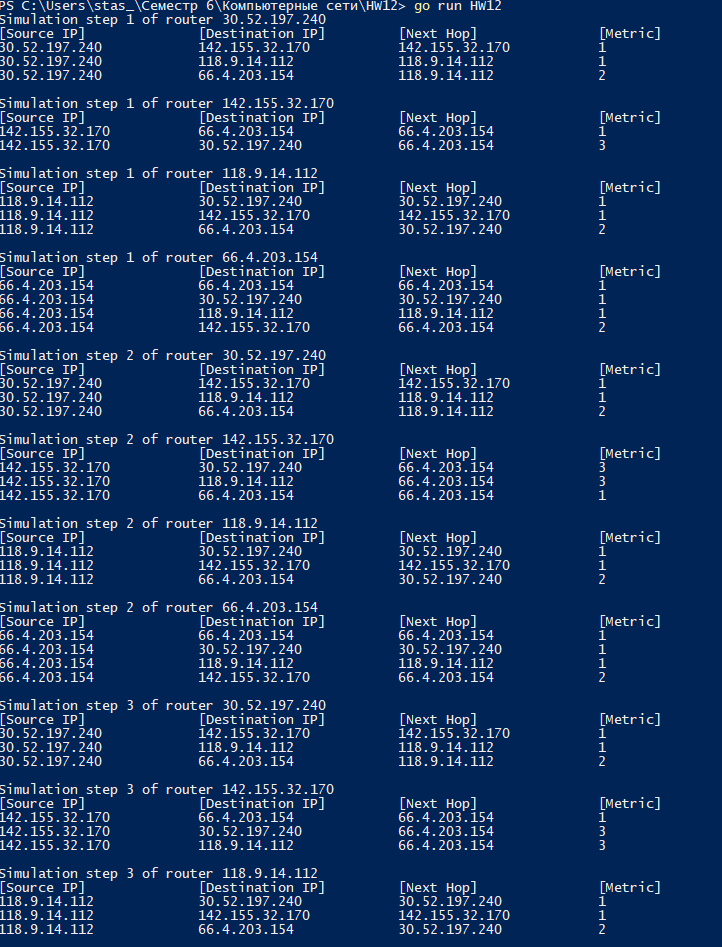 PS C:\Users\stas_\Семестр 6\Компьютерные сети\HW12> go run HW12
Simulation step 1 of router 30.52.197.240
[Source IP] [Destination IP] [Next Hop] [Metric]
30.52.197.240 142.155.32.170 142.155.32.170 1
30.52.197.240 118.9.14.112 118.9.14.112 1
30.52.197.240 66.4.203.154 118.9.14.112 2
Simulation step 1 of router 142.155.32.170
[Source IP] [Destination IP] [Next Hop] [Metric]
142.155.32.170 66.4.203.154 66.4.203.154 1
142.155.32.170 30.52.197.240 66.4.203.154 3
Simulation step 1 of router 118.9.14.112
[Source IP] [Destination IP] [Next Hop] [Metric]
118.9.14.112 30.52.197.240 30.52.197.240 1
118.9.14.112 142.155.32.170 142.155.32.170 1
118.9.14.112 66.4.203.154 30.52.197.240 2
Simulation step 1 of router 66.4.203.154
[Source IP] [Destination IP] [Next Hop] [Metric]
66.4.203.154 66.4.203.154 66.4.203.154 1
66.4.203.154 30.52.197.240 30.52.197.240 1
66.4.203.154 118.9.14.112 118.9.14.112 1
66.4.203.154 142.155.32.170 66.4.203.154 2
Simulation step 2 of router 30.52.197.240
[Source IP] [Destination IP] [Next Hop] [Metric]
30.52.197.240 142.155.32.170 142.155.32.170 1
30.52.197.240 118.9.14.112 118.9.14.112 1
30.52.197.240 66.4.203.154 118.9.14.112 2
Simulation step 2 of router 142.155.32.170
[Source IP] [Destination IP] [Next Hop] [Metric]
142.155.32.170 30.52.197.240 66.4.203.154 3
142.155.32.170 118.9.14.112 66.4.203.154 3
142.155.32.170 66.4.203.154 66.4.203.154 1
Simulation step 2 of router 118.9.14.112
[Source IP] [Destination IP] [Next Hop] [Metric]
118.9.14.112 30.52.197.240 30.52.197.240 1
118.9.14.112 142.155.32.170 142.155.32.170 1
118.9.14.112 66.4.203.154 30.52.197.240 2
Simulation step 2 of router 66.4.203.154
[Source IP] [Destination IP] [Next Hop] [Metric]
66.4.203.154 66.4.203.154 66.4.203.154 1
66.4.203.154 30.52.197.240 30.52.197.240 1
66.4.203.154 118.9.14.112 118.9.14.112 1
66.4.203.154 142.155.32.170 66.4.203.154 2
Simulation step 3 of router 30.52.197.240
[Source IP] [Destination IP] [Next Hop] [Metric]
30.52.197.240 142.155.32.170 142.155.32.170 1
30.52.197.240 118.9.14.112 118.9.14.112 1
30.52.197.240 66.4.203.154 118.9.14.112 2
Simulation step 3 of router 142.155.32.170
[Source IP] [Destination IP] [Next Hop] [Metric]
142.155.32.170 66.4.203.154 66.4.203.154 1
142.155.32.170 30.52.197.240 66.4.203.154 3
142.155.32.170 118.9.14.112 66.4.203.154 3
Simulation step 3 of router 118.9.14.112
[Source IP] [Destination IP] [Next Hop] [Metric]
118.9.14.112 30.52.197.240 30.52.197.240 1
118.9.14.112 142.155.32.170 142.155.32.170 1
118.9.14.112 66.4.203.154 30.52.197.240 2